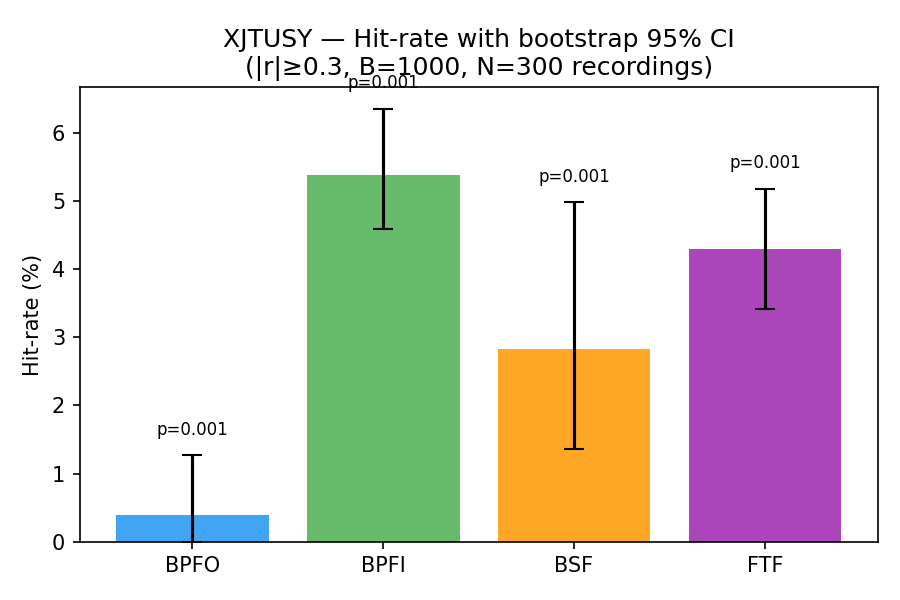 XJTUSY — Hit-rate with bootstrap 95% CI
(|r|≥0.3, B=1000, N=300 recordings)
p=0.001
p=0.001
p=0.001
p=0.001
Hit-rate (%)
6
5
4
3
2
1
0
BPFO
BPFI
BSF
FTF